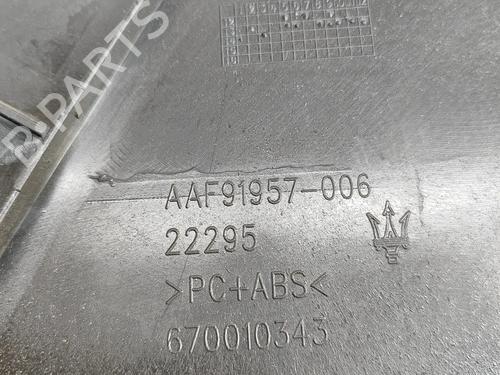 B-PARTS
AAF91957-006
22295
>PC+ABS<
670010343